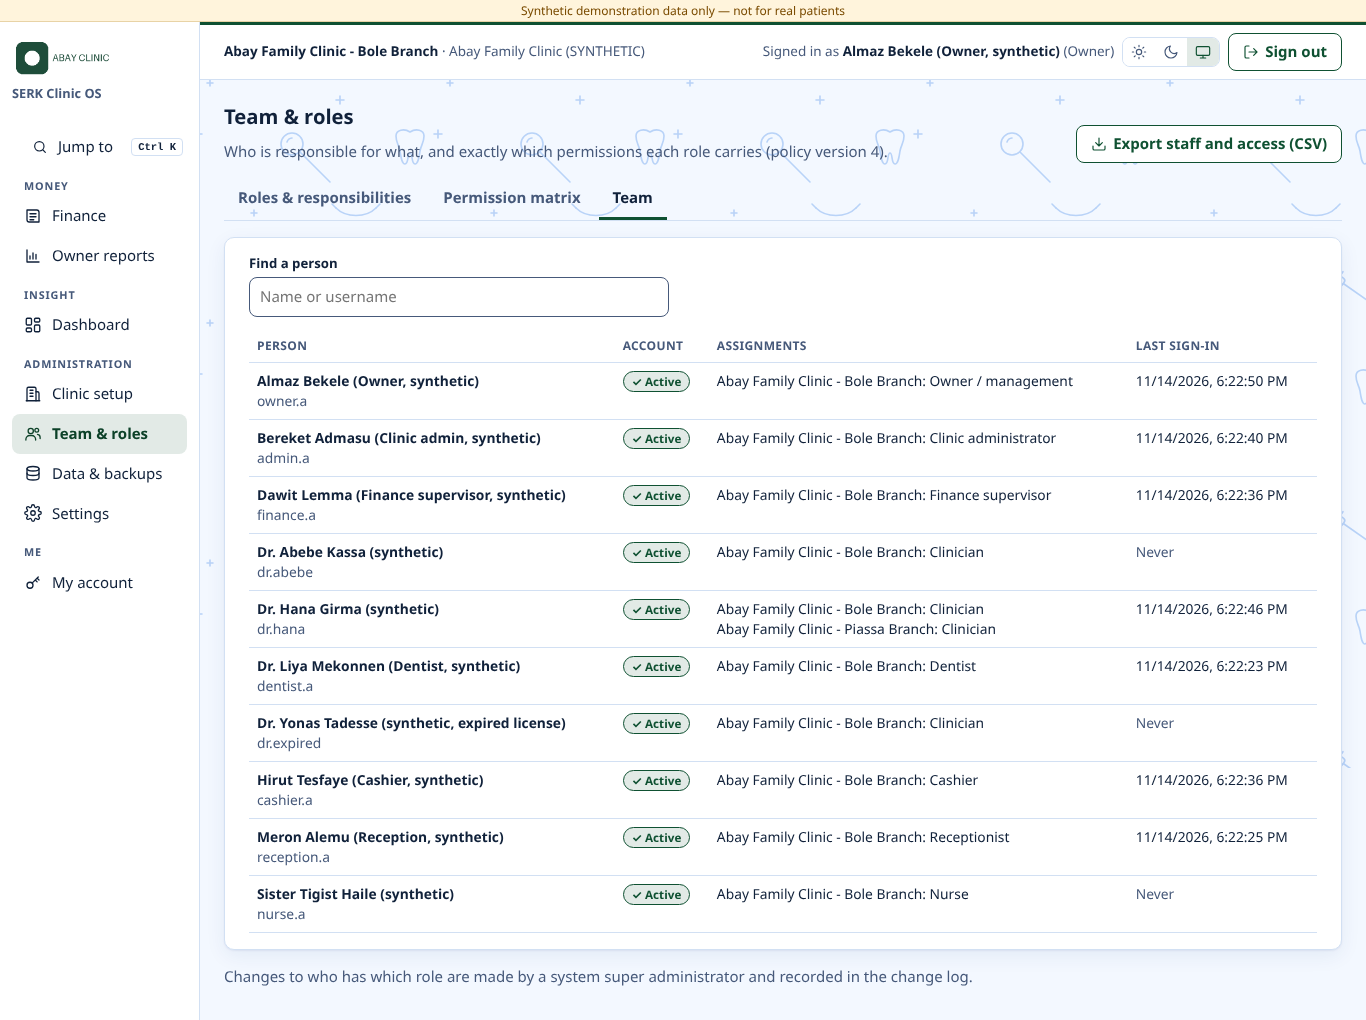 Synthetic demonstration data only — not for real patients
ABAY CLINIC
SERK Clinic OS
Jump to Ctrl K
MONEY
Finance
Owner reports
INSIGHT
Dashboard
ADMINISTRATION
Clinic setup
Team & roles
Data & backups
Settings
ME
My account
Abay Family Clinic - Bole Branch · Abay Family Clinic (SYNTHETIC)
Signed in as Almaz Bekele (Owner, synthetic) (Owner)
Sign out
Team & roles
Who is responsible for what, and exactly which permissions each role carries (policy version 4).
Export staff and access (CSV)
Roles & responsibilities Permission matrix Team
Find a person
Name or username
PERSON ACCOUNT ASSIGNMENTS LAST SIGN-IN
Almaz Bekele (Owner, synthetic) ✓ Active Abay Family Clinic - Bole Branch: Owner / management 11/14/2026, 6:22:50 PM
owner.a
Bereket Admasu (Clinic admin, synthetic) ✓ Active Abay Family Clinic - Bole Branch: Clinic administrator 11/14/2026, 6:22:40 PM
admin.a
Dawit Lemma (Finance supervisor, synthetic) ✓ Active Abay Family Clinic - Bole Branch: Finance supervisor 11/14/2026, 6:22:36 PM
finance.a
Dr. Abebe Kassa (synthetic) ✓ Active Abay Family Clinic - Bole Branch: Clinician Never
dr.abebe
Dr. Hana Girma (synthetic) ✓ Active Abay Family Clinic - Bole Branch: Clinician 11/14/2026, 6:22:46 PM
dr.hana Abay Family Clinic - Piassa Branch: Clinician
Dr. Liya Mekonnen (Dentist, synthetic) ✓ Active Abay Family Clinic - Bole Branch: Dentist 11/14/2026, 6:22:23 PM
dentist.a
Dr. Yonas Tadesse (synthetic, expired license) ✓ Active Abay Family Clinic - Bole Branch: Clinician Never
dr.expired
Hirut Tesfaye (Cashier, synthetic) ✓ Active Abay Family Clinic - Bole Branch: Cashier 11/14/2026, 6:22:36 PM
cashier.a
Meron Alemu (Reception, synthetic) ✓ Active Abay Family Clinic - Bole Branch: Receptionist 11/14/2026, 6:22:25 PM
reception.a
Sister Tigist Haile (synthetic) ✓ Active Abay Family Clinic - Bole Branch: Nurse Never
nurse.a
Changes to who has which role are made by a system super administrator and recorded in the change log.